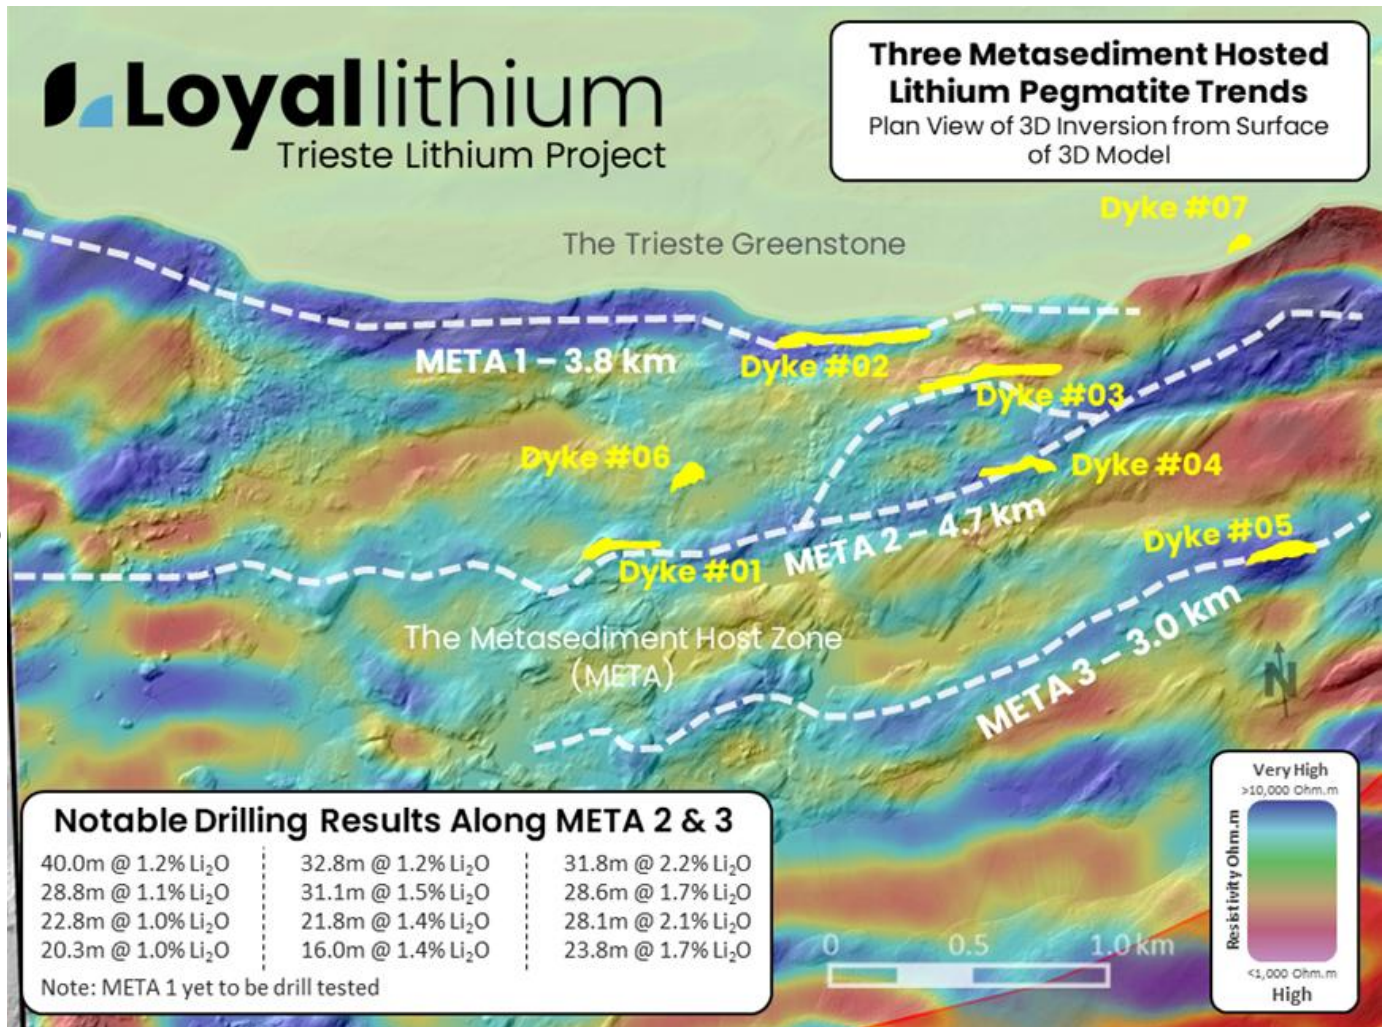 Loyallithium
Trieste Lithium Project
Three Metasediment Hosted
Lithium Pegmatite Trends
Plan View of 3D Inversion from Surface
of 3D Model
Dyke #07
The Trieste Greenstone
META 1 – 3.8 km
Dyke #02
Dyke #03
Dyke #06
Dyke #04
META 2 – 4.7 km
Dyke #05
Dyke #01
The Metasediment Host Zone
(META)
META 3 – 3.0 km
N
Notable Drilling Results Along META 2 & 3
40.0m @ 1.2% Li₂O 32.8m @ 1.2% Li₂O 31.8m @ 2.2% Li₂O
28.8m @ 1.1% Li₂O 31.1m @ 1.5% Li₂O 28.6m @ 1.7% Li₂O
22.8m @ 1.0% Li₂O 21.8m @ 1.4% Li₂O 28.1m @ 2.1% Li₂O
20.3m @ 1.0% Li₂O 16.0m @ 1.4% Li₂O 23.8m @ 1.7% Li₂O
Note: META 1 yet to be drill tested
0 0.5 1.0 km
Very High
>10,000 Ohm.m
Resistivity Ohm.m
<1,000 Ohm.m
High